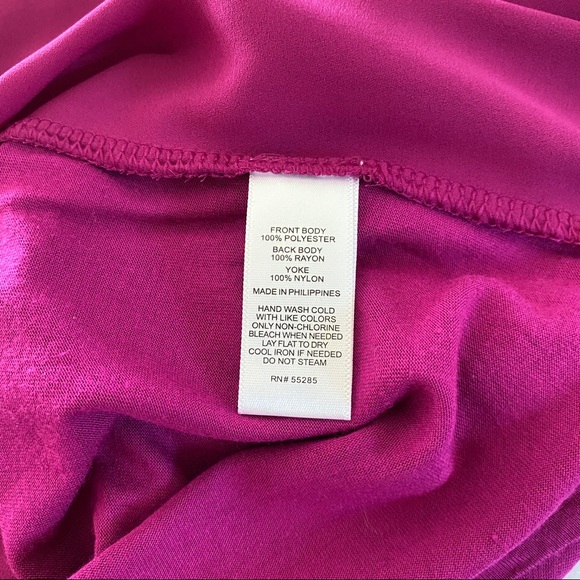 FRONT BODY
100% POLYESTER
BACK BODY
100% RAYON
YOKE
100% NYLON
MADE IN PHILIPPINES
HAND WASH COLD
WITH LIKE COLORS
ONLY NON-CHLORINE
BLEACH WHEN NEEDED
LAY FLAT TO DRY
COOL IRON IF NEEDED
DO NOT STEAM
RN# 55285